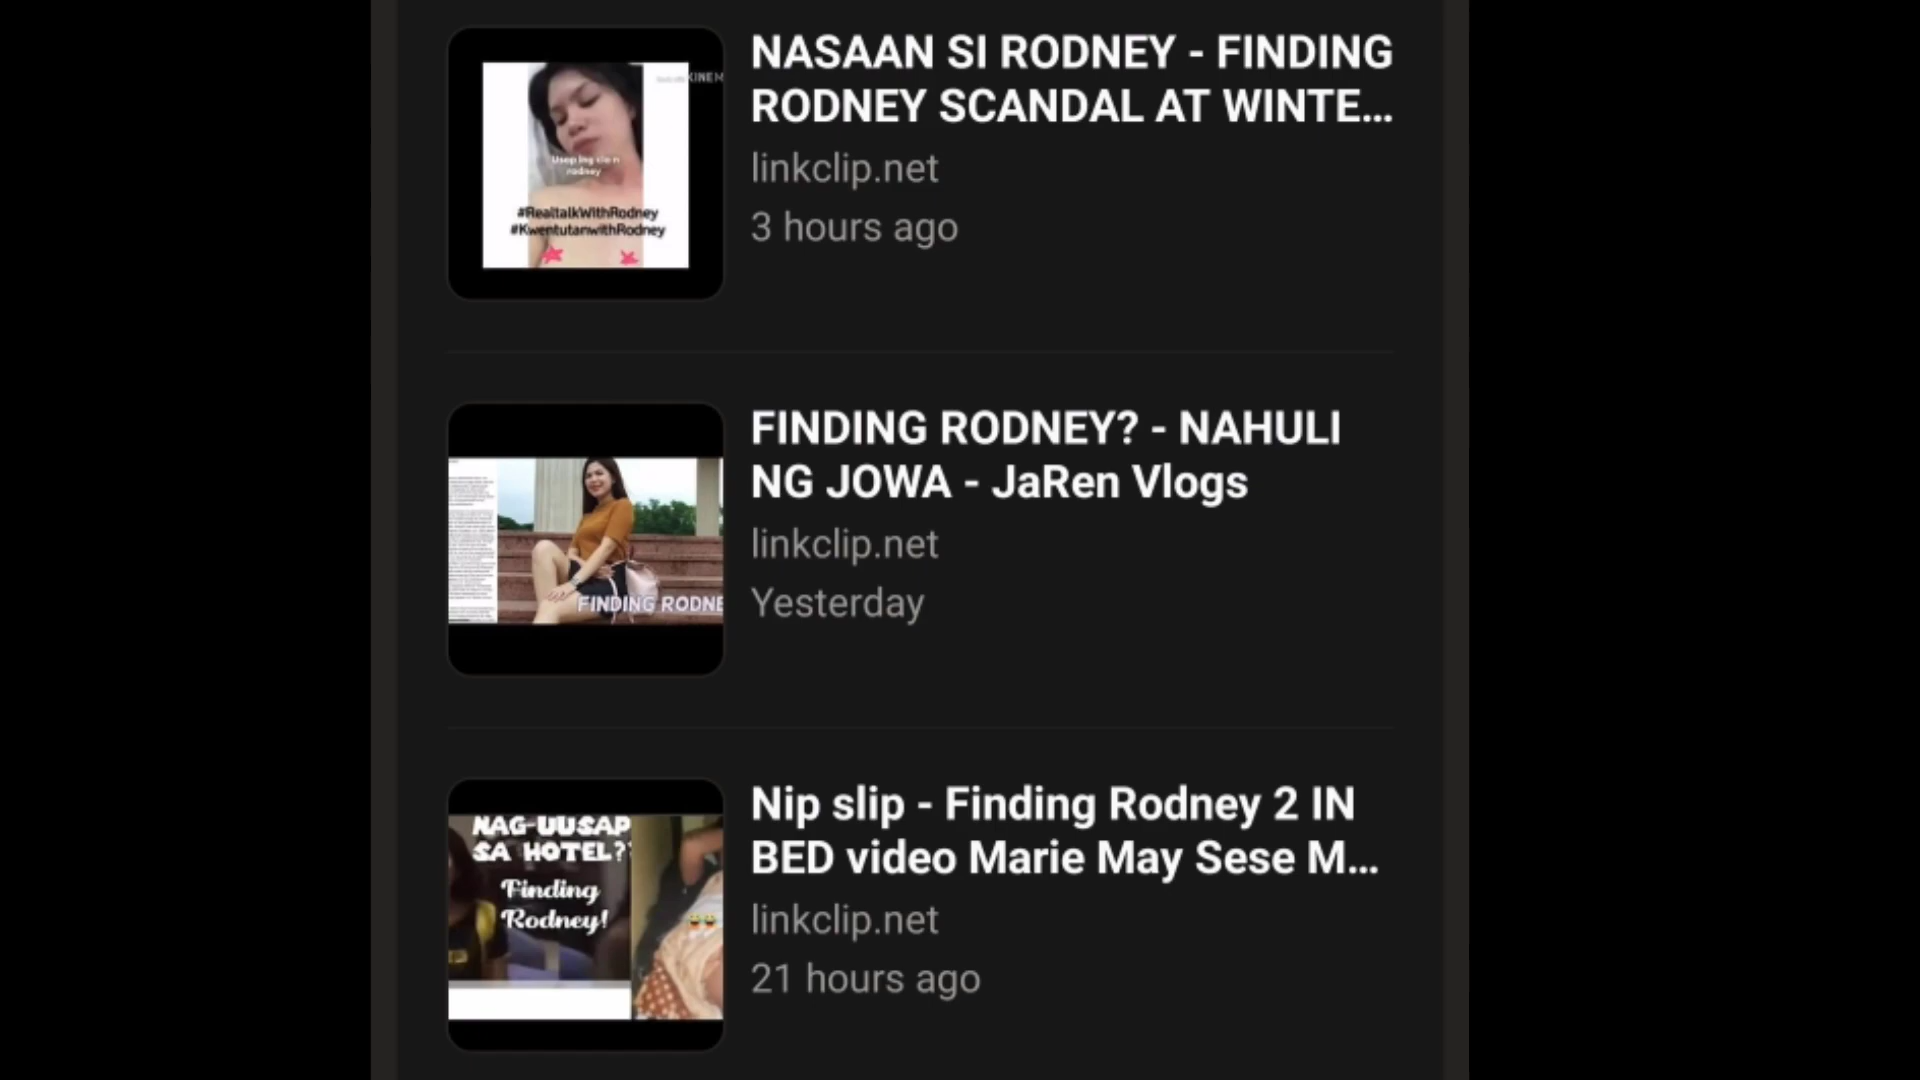 NASAAN SI RODNEY - FINDING
RODNEY SCANDAL AT WINTE...
linkclip.net
3 hours ago
KINEM
rodney
#RealtalkWithRodney
#KwentutanwithRodney
FINDING RODNEY? - NAHULI
NG JOWA - JaRen Vlogs
linkclip.net
Yesterday
FINDING RODNE
Nip slip - Finding Rodney 2 IN
BED video Marie May Sese M...
linkclip.net
21 hours ago
NAG-UUSAP
SA HOTEL?
Finding
Rodney!